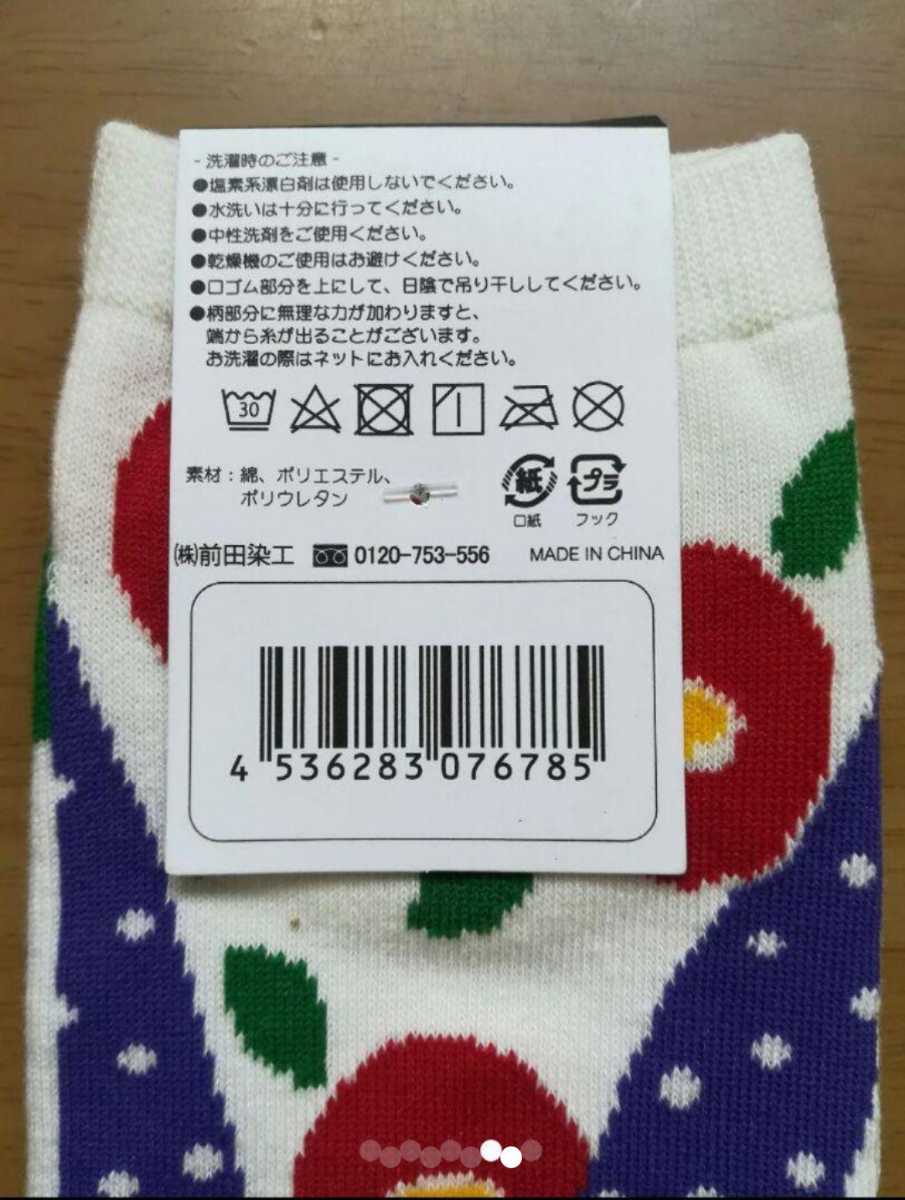 - 洗濯時のご注意 -
●塩素系漂白剤は使用しないでください。
●水洗いは十分に行ってください。
●中性洗剤をご使用ください。
●乾燥機のご使用はお避けください。
●口ゴム部分を上にして、日陰で吊り干ししてください。
●柄部分に無理な力が加わりますと、
端から糸が出ることがございます。
お洗濯の際はネットにお入れください。
30
素材：綿、ポリエステル、
ポリウレタン
紙 プラ
口紙 フック
㈱前田染工 0120-753-556 MADE IN CHINA
4 536283 076785